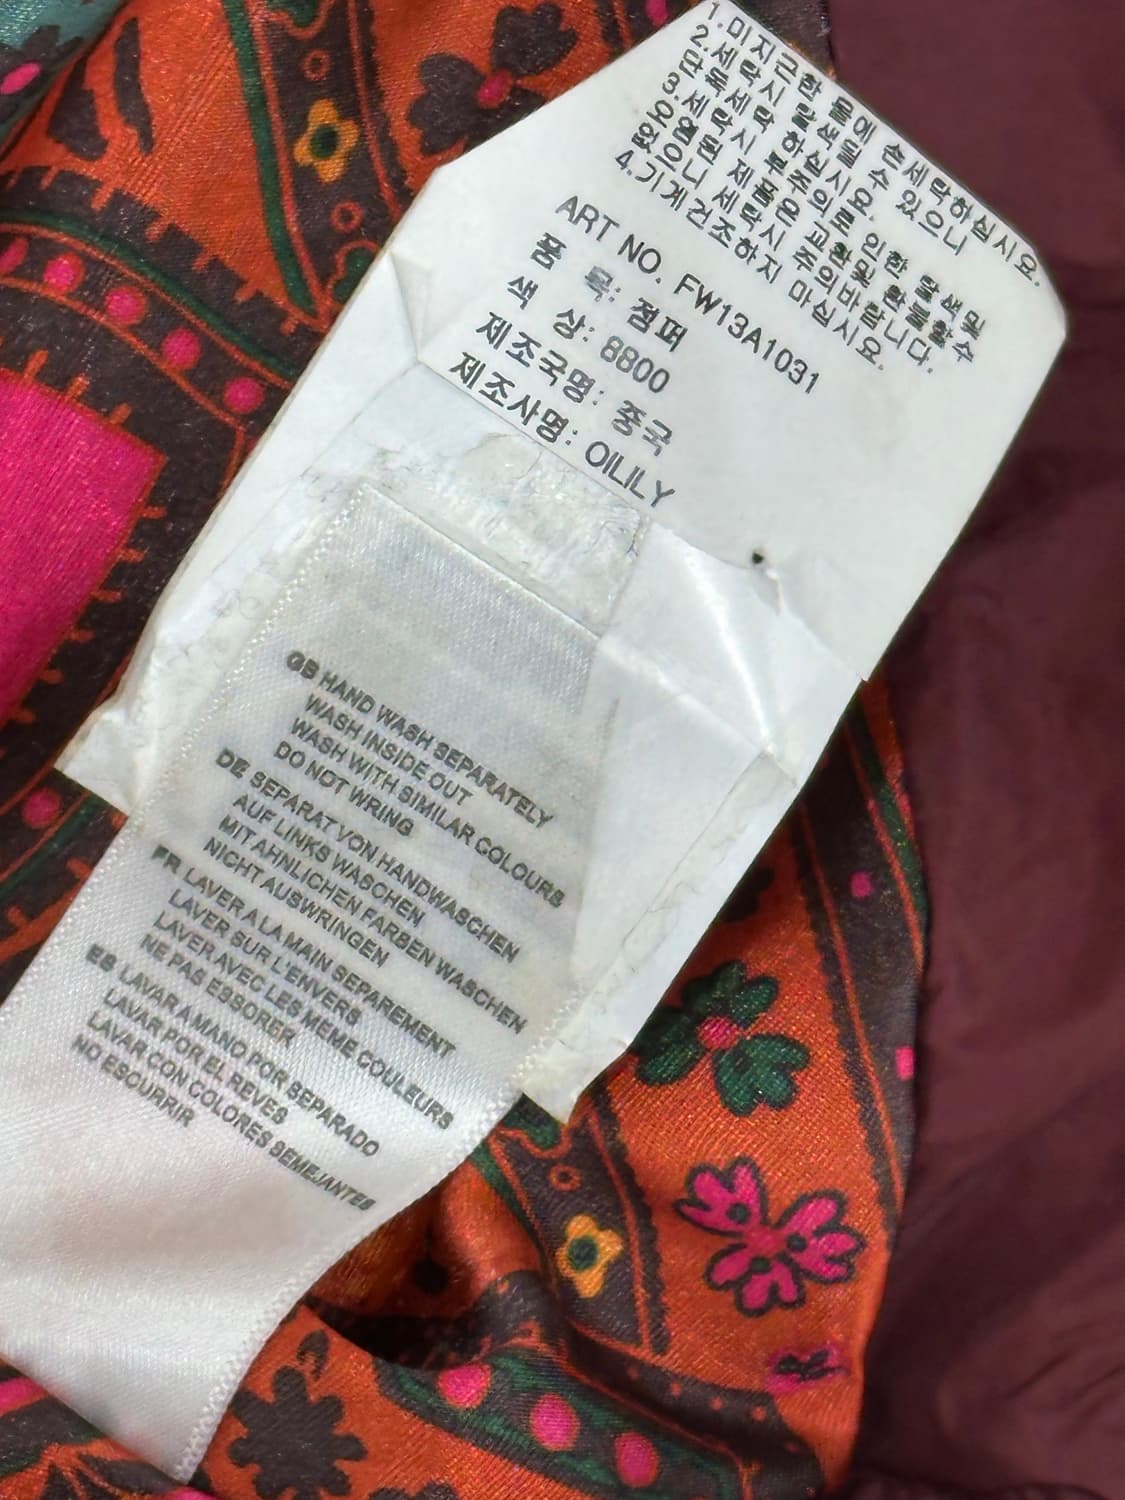 1.미지근한 물에 손세탁하십시요.
2.세탁시 탈색될 수 있으니
단독세탁 하십시요.
3.세탁시 부주의로 인한 탈색및
오염된 제품은 교환및 환불할수
없으니 세탁시 주의바랍니다.
4.기계건조하지 마십시요.
ART NO. FW13A1031
품 목: 점퍼
색 상: 8800
제조국명: 중국
제조사명: OILILY
GB HAND WASH SEPARATELY
WASH INSIDE OUT
WASH WITH SIMILAR COLOURS
DO NOT WRING
DE SEPARAT VON HANDWASCHEN
AUF LINKS WASCHEN
MIT AHNLICHEN FARBEN WASCHEN
NICHT AUSWRINGEN
FR LAVER A LA MAIN SEPAREMENT
LAVER SUR L'ENVERS
LAVER AVEC LES MEME COULEURS
NE PAS ESSORER
ES LAVAR A MANO POR SEPARADO
LAVAR POR EL REVES
LAVAR CON COLORES SEMEJANTES
NO ESCURRIR